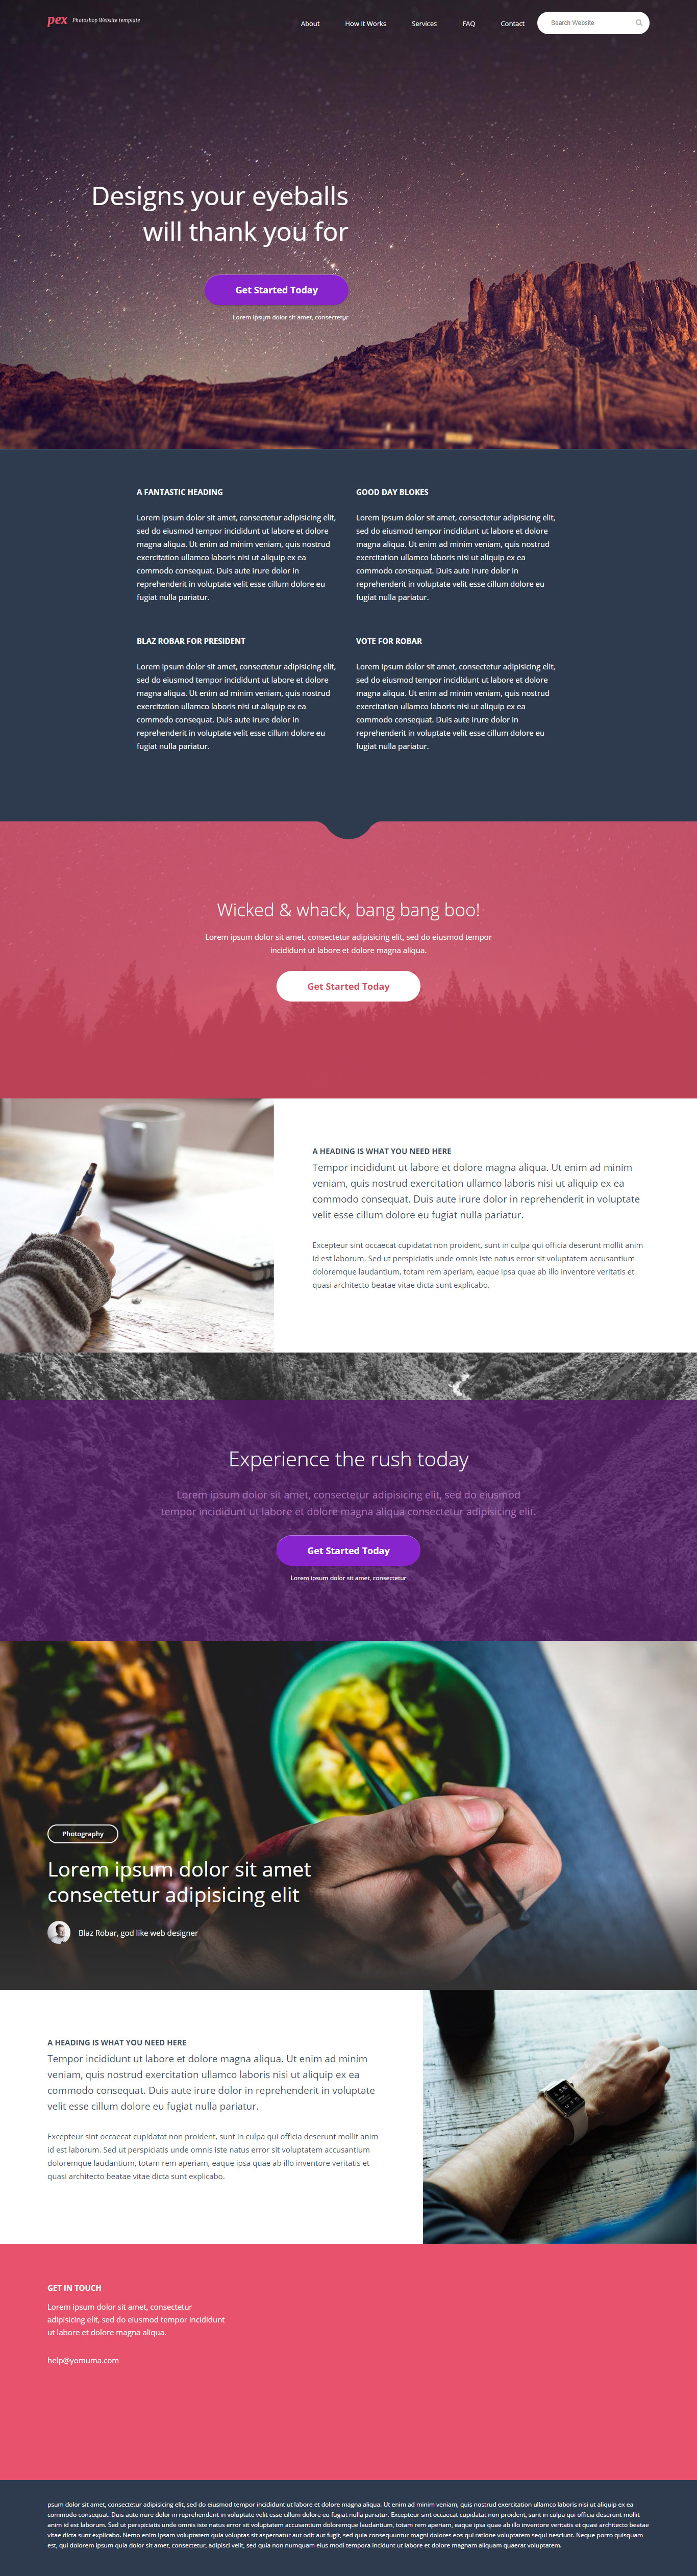 pex Photoshop Website template
About How It Works Services FAQ Contact Search Website
Designs your eyeballs
will thank you for
Get Started Today
Lorem ipsum dolor sit amet, consectetur
A FANTASTIC HEADING
Lorem ipsum dolor sit amet, consectetur adipisicing elit,
sed do eiusmod tempor incididunt ut labore et dolore
magna aliqua. Ut enim ad minim veniam, quis nostrud
exercitation ullamco laboris nisi ut aliquip ex ea
commodo consequat. Duis aute irure dolor in
reprehenderit in voluptate velit esse cillum dolore eu
fugiat nulla pariatur.
GOOD DAY BLOKES
Lorem ipsum dolor sit amet, consectetur adipisicing elit,
sed do eiusmod tempor incididunt ut labore et dolore
magna aliqua. Ut enim ad minim veniam, quis nostrud
exercitation ullamco laboris nisi ut aliquip ex ea
commodo consequat. Duis aute irure dolor in
reprehenderit in voluptate velit esse cillum dolore eu
fugiat nulla pariatur.
BLAZ ROBAR FOR PRESIDENT
Lorem ipsum dolor sit amet, consectetur adipisicing elit,
sed do eiusmod tempor incididunt ut labore et dolore
magna aliqua. Ut enim ad minim veniam, quis nostrud
exercitation ullamco laboris nisi ut aliquip ex ea
commodo consequat. Duis aute irure dolor in
reprehenderit in voluptate velit esse cillum dolore eu
fugiat nulla pariatur.
VOTE FOR ROBAR
Lorem ipsum dolor sit amet, consectetur adipisicing elit,
sed do eiusmod tempor incididunt ut labore et dolore
magna aliqua. Ut enim ad minim veniam, quis nostrud
exercitation ullamco laboris nisi ut aliquip ex ea
commodo consequat. Duis aute irure dolor in
reprehenderit in voluptate velit esse cillum dolore eu
fugiat nulla pariatur.
Wicked & whack, bang bang boo!
Lorem ipsum dolor sit amet, consectetur adipisicing elit, sed do eiusmod tempor
incididunt ut labore et dolore magna aliqua.
Get Started Today
A HEADING IS WHAT YOU NEED HERE
Tempor incididunt ut labore et dolore magna aliqua. Ut enim ad minim
veniam, quis nostrud exercitation ullamco laboris nisi ut aliquip ex ea
commodo consequat. Duis aute irure dolor in reprehenderit in voluptate
velit esse cillum dolore eu fugiat nulla pariatur.
Excepteur sint occaecat cupidatat non proident, sunt in culpa qui officia deserunt mollit anim
id est laborum. Sed ut perspiciatis unde omnis iste natus error sit voluptatem accusantium
doloremque laudantium, totam rem aperiam, eaque ipsa quae ab illo inventore veritatis et
quasi architecto beatae vitae dicta sunt explicabo.
Experience the rush today
Lorem ipsum dolor sit amet, consectetur adipisicing elit, sed do eiusmod
tempor incididunt ut labore et dolore magna aliqua consectetur adipisicing elit.
Get Started Today
Lorem ipsum dolor sit amet, consectetur
Photography
Lorem ipsum dolor sit amet
consectetur adipisicing elit
Blaz Robar, god like web designer
A HEADING IS WHAT YOU NEED HERE
Tempor incididunt ut labore et dolore magna aliqua. Ut enim ad minim
veniam, quis nostrud exercitation ullamco laboris nisi ut aliquip ex ea
commodo consequat. Duis aute irure dolor in reprehenderit in voluptate
velit esse cillum dolore eu fugiat nulla pariatur.
Excepteur sint occaecat cupidatat non proident, sunt in culpa qui officia deserunt mollit anim
id est laborum. Sed ut perspiciatis unde omnis iste natus error sit voluptatem accusantium
doloremque laudantium, totam rem aperiam, eaque ipsa quae ab illo inventore veritatis et
quasi architecto beatae vitae dicta sunt explicabo.
GET IN TOUCH
Lorem ipsum dolor sit amet, consectetur
adipisicing elit, sed do eiusmod tempor incididunt
ut labore et dolore magna aliqua.
help@yomuma.com
psum dolor sit amet, consectetur adipisicing elit, sed do eiusmod tempor incididunt ut labore et dolore magna aliqua. Ut enim ad minim veniam, quis nostrud exercitation ullamco laboris nisi ut aliquip ex ea
commodo consequat. Duis aute irure dolor in reprehenderit in voluptate velit esse cillum dolore eu fugiat nulla pariatur. Excepteur sint occaecat cupidatat non proident, sunt in culpa qui officia deserunt mollit
anim id est laborum. Sed ut perspiciatis unde omnis iste natus error sit voluptatem accusantium doloremque laudantium, totam rem aperiam, eaque ipsa quae ab illo inventore veritatis et quasi architecto beatae
vitae dicta sunt explicabo. Nemo enim ipsam voluptatem quia voluptas sit aspernatur aut odit aut fugit, sed quia consequuntur magni dolores eos qui ratione voluptatem sequi nesciunt. Neque porro quisquam
est, qui dolorem ipsum quia dolor sit amet, consectetur, adipisci velit, sed quia non numquam eius modi tempora incidunt ut labore et dolore magnam aliquam quaerat voluptatem.